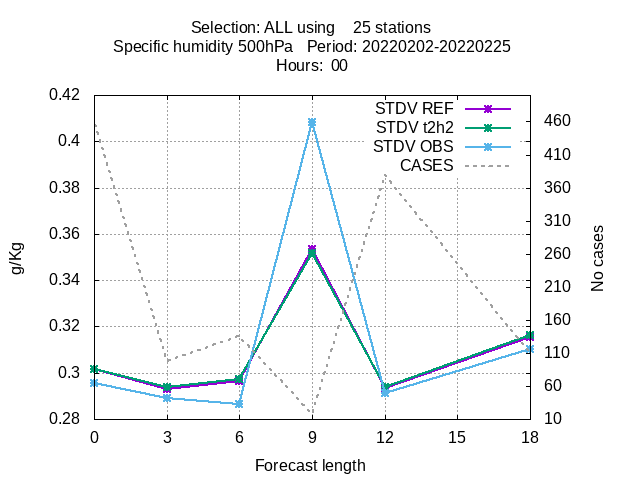 Selection: ALL using    25 stations
Specific humidity 500hPa   Period: 20220202-20220225
Hours:  00
STDV REF
STDV t2h2
STDV OBS
CASES
0.42
0.4
0.38
0.36
0.34
0.32
0.3
0.28
g/Kg
460
410
360
310
260
210
160
110
60
10
No cases
0 3 6 9 12 15 18
Forecast length